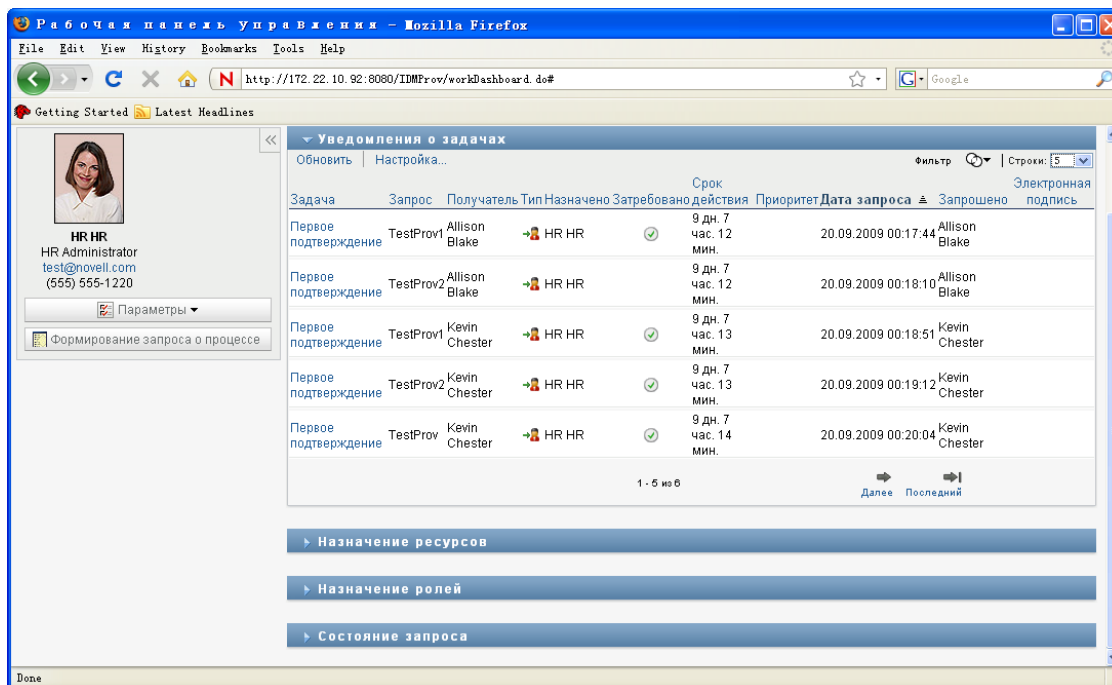 Рабочая панель управления - Mozilla Firefox
File Edit View History Bookmarks Tools Help
http://172.22.10.92:8080/IDMProv/workDashboard.do#
Google
Getting Started Latest Headlines
HR HR
HR Administrator
test@novell.com
(555) 555-1220
Параметры
Формирование запроса о процессе
Уведомления о задачах
Обновить Настройка...
Фильтр Строки: 5
Задача Запрос Получатель Тип Назначено Затребовано Срок действия Приоритет Дата запроса Запрошено Электронная подпись
Первое подтверждение TestProv1 Allison Blake HR HR 9 дн. 7 час. 12 мин. 20.09.2009 00:17:44 Allison Blake
Первое подтверждение TestProv2 Allison Blake HR HR 9 дн. 7 час. 12 мин. 20.09.2009 00:18:10 Allison Blake
Первое подтверждение TestProv1 Kevin Chester HR HR 9 дн. 7 час. 13 мин. 20.09.2009 00:18:51 Kevin Chester
Первое подтверждение TestProv2 Kevin Chester HR HR 9 дн. 7 час. 13 мин. 20.09.2009 00:19:12 Kevin Chester
Первое подтверждение TestProv Kevin Chester HR HR 9 дн. 7 час. 14 мин. 20.09.2009 00:20:04 Kevin Chester
1 - 5 из 6
Далее Последний
Назначение ресурсов
Назначение ролей
Состояние запроса
Done